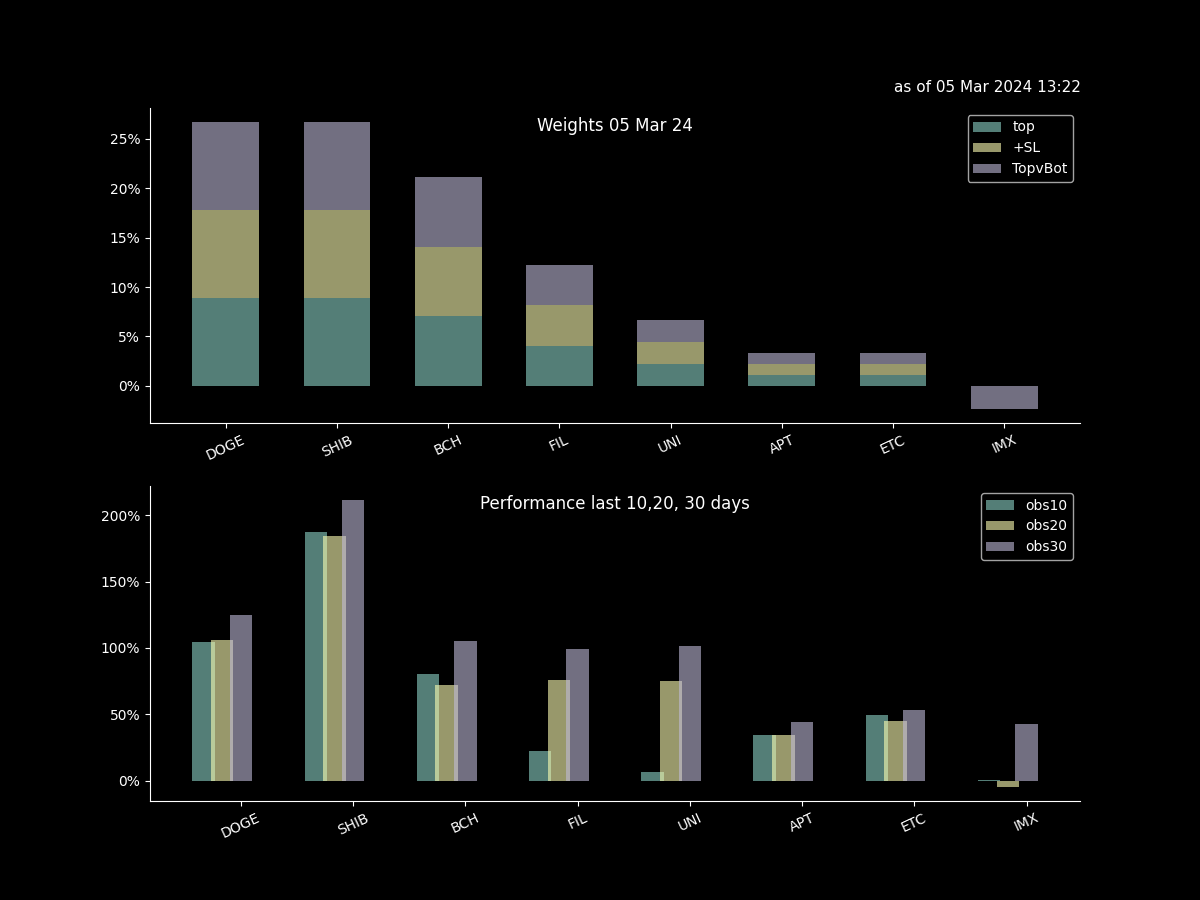 as of 05 Mar 2024 13:22
Weights 05 Mar 24
top
+SL
TopvBot
25%
20%
15%
10%
5%
0%
DOGE SHIB BCH FIL UNI APT ETC IMX
Performance last 10,20, 30 days
obs10
obs20
obs30
200%
150%
100%
50%
0%
DOGE SHIB BCH FIL UNI APT ETC IMX